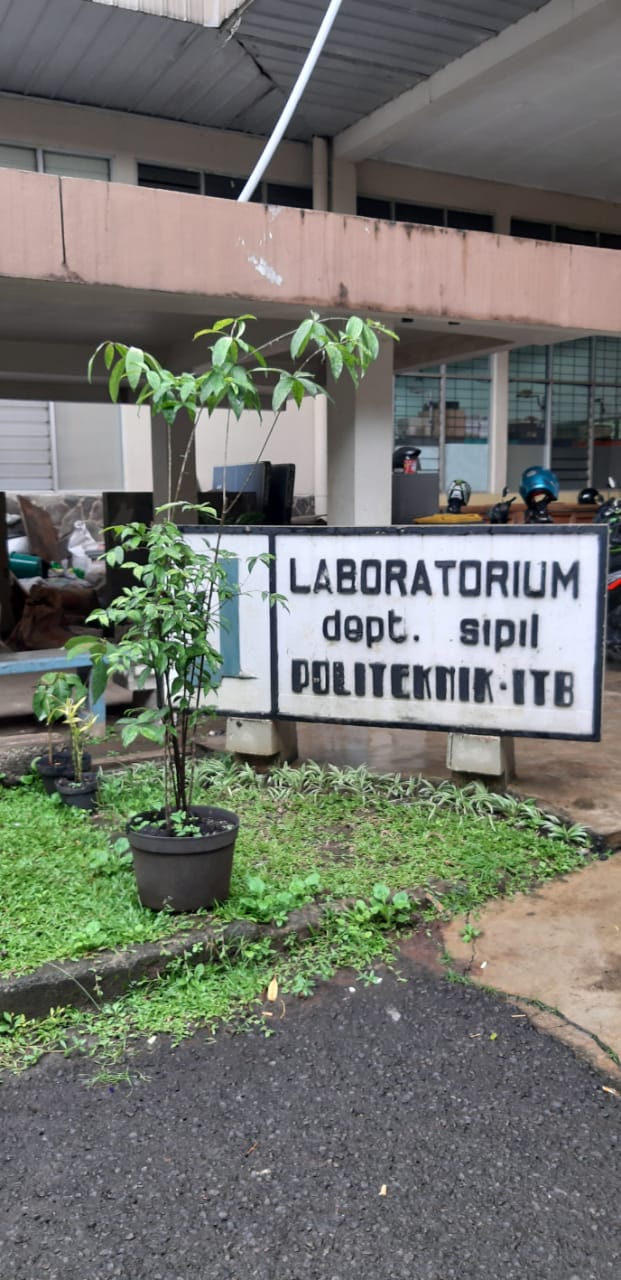 LABORATORIUM
dept. sipil
POLITEKNIK-ITB